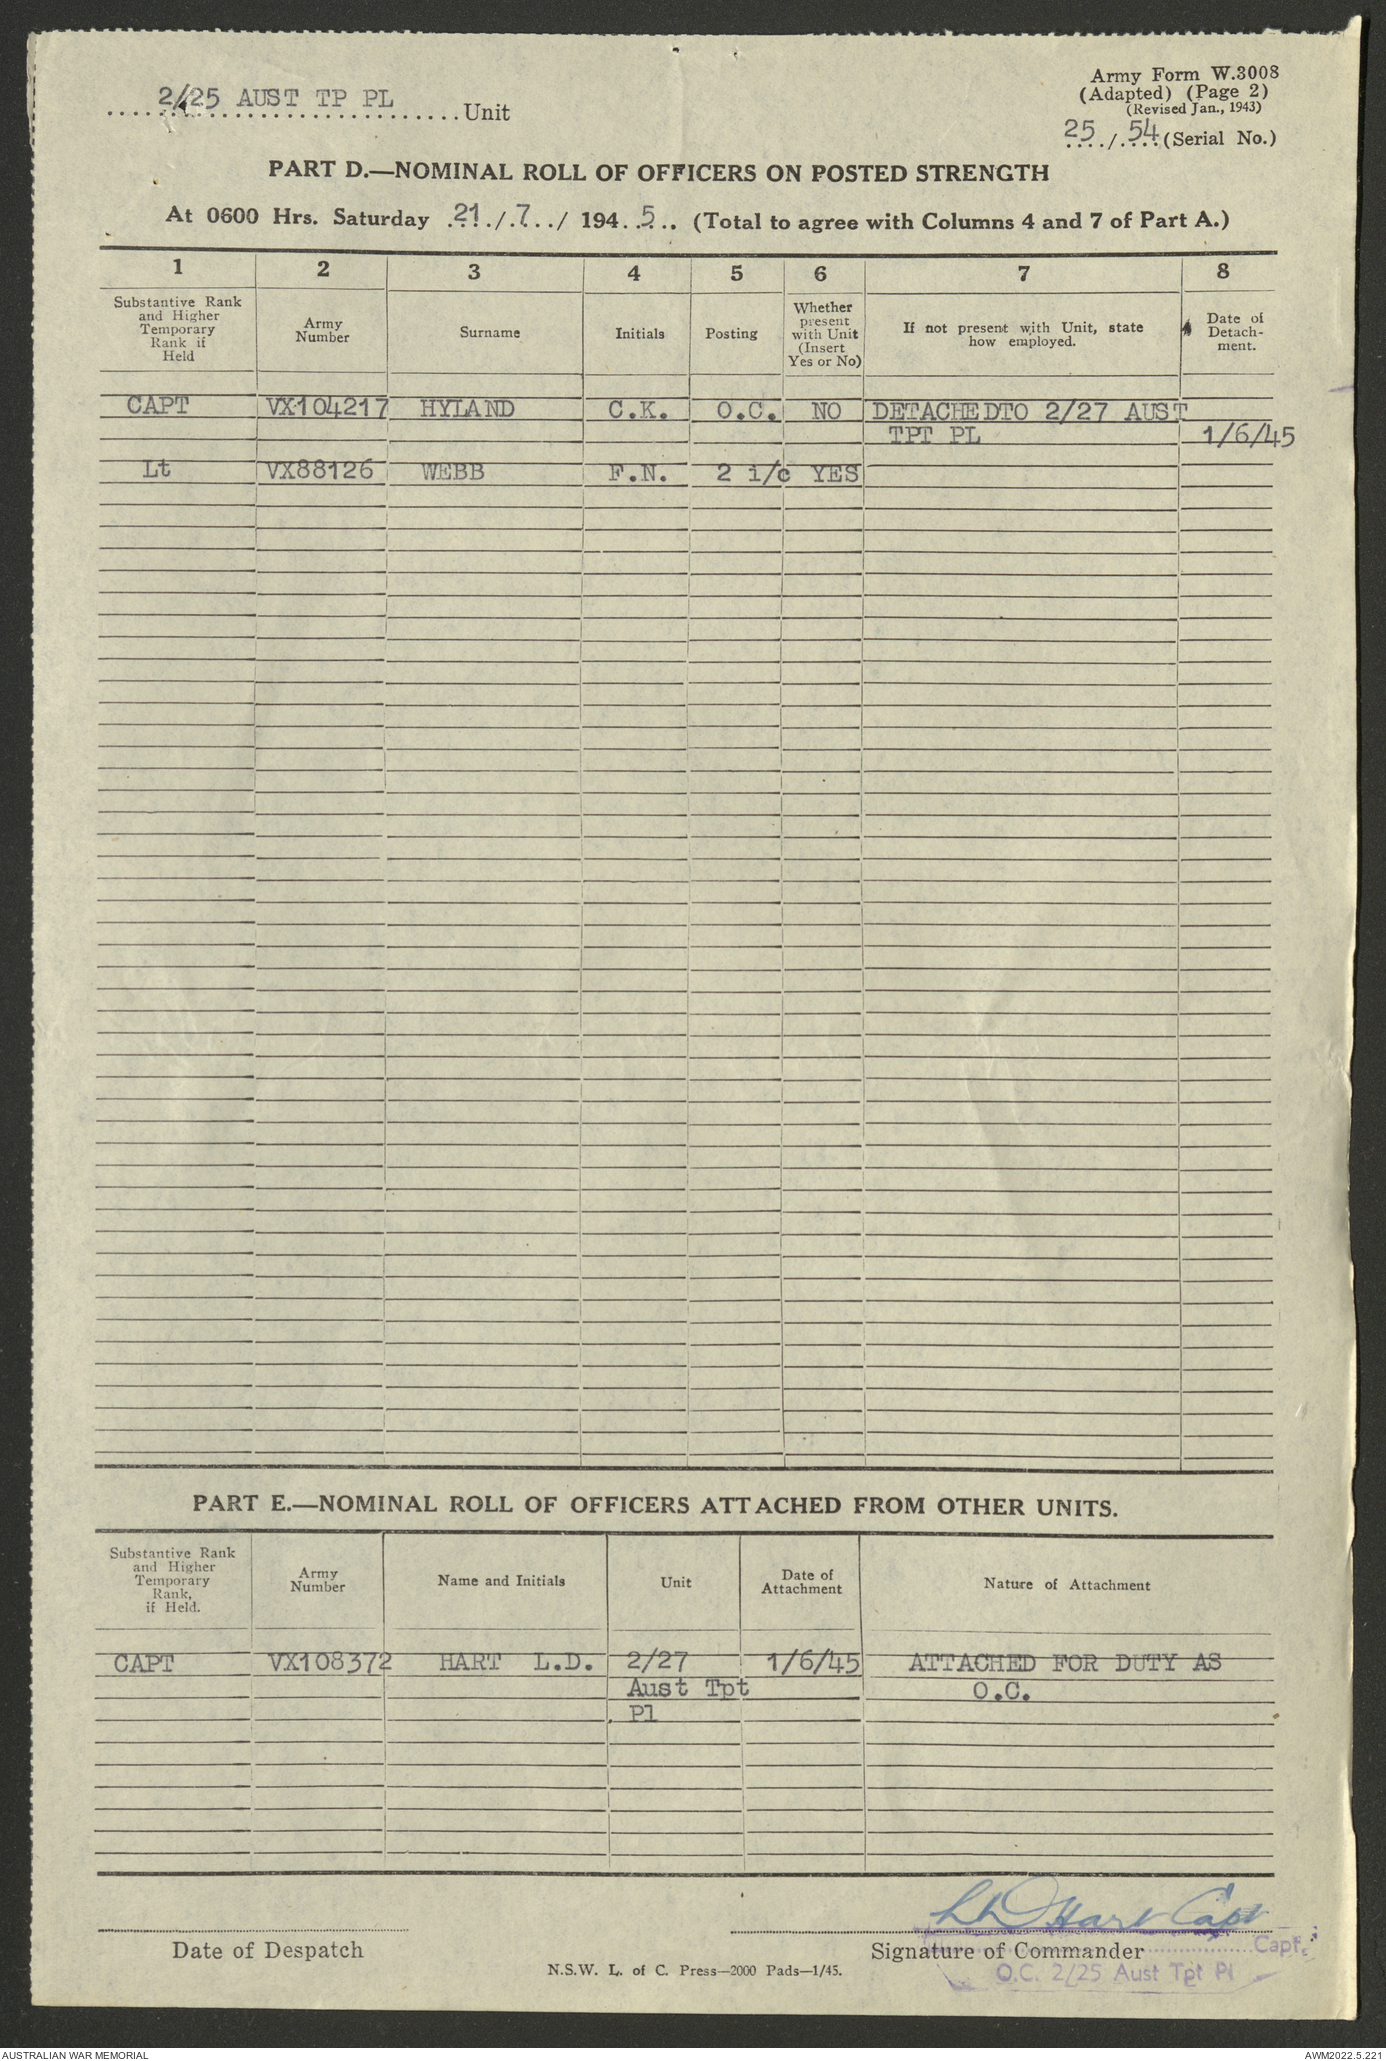 2/25 AUST TP PL Unit
Army Form W.3008
(Adapted) (Page 2)
(Revised Jan., 1943)
25/54 (Serial No.)
PART D.—NOMINAL ROLL OF OFFICERS ON POSTED STRENGTH
At 0600 Hrs. Saturday 21/7/1945 (Total to agree with Columns 4 and 7 of Part A.)
1 2 3 4 5 6 7 8
Substantive Rank and Higher Temporary Rank if Held
Army Number
Surname
Initials
Posting
Whether present with Unit (Insert Yes or No)
If not present with Unit, state how employed.
Date of Detach-ment.
CAPT VX104217 HYLAND C.K. O.C. NO DETACHEDTO 2/27 AUST
TPT PL 1/6/45
Lt VX88126 WEBB F.N. 2 i/c YES
PART E.—NOMINAL ROLL OF OFFICERS ATTACHED FROM OTHER UNITS.
Substantive Rank and Higher Temporary Rank, if Held.
Army Number
Name and Initials
Unit
Date of Attachment
Nature of Attachment
CAPT VX108372 HART L.D. 2/27 1/6/45 ATTACHED FOR DUTY AS
Aust Tpt O.C.
Pl
LD Hart Capt
Date of Despatch
Signature of Commander Capt.
O.C. 2/25 Aust Tpt Pl
N.S.W. L. of C. Press—2000 Pads—1/45.
AUSTRALIAN WAR MEMORIAL
AWM2022.5.221